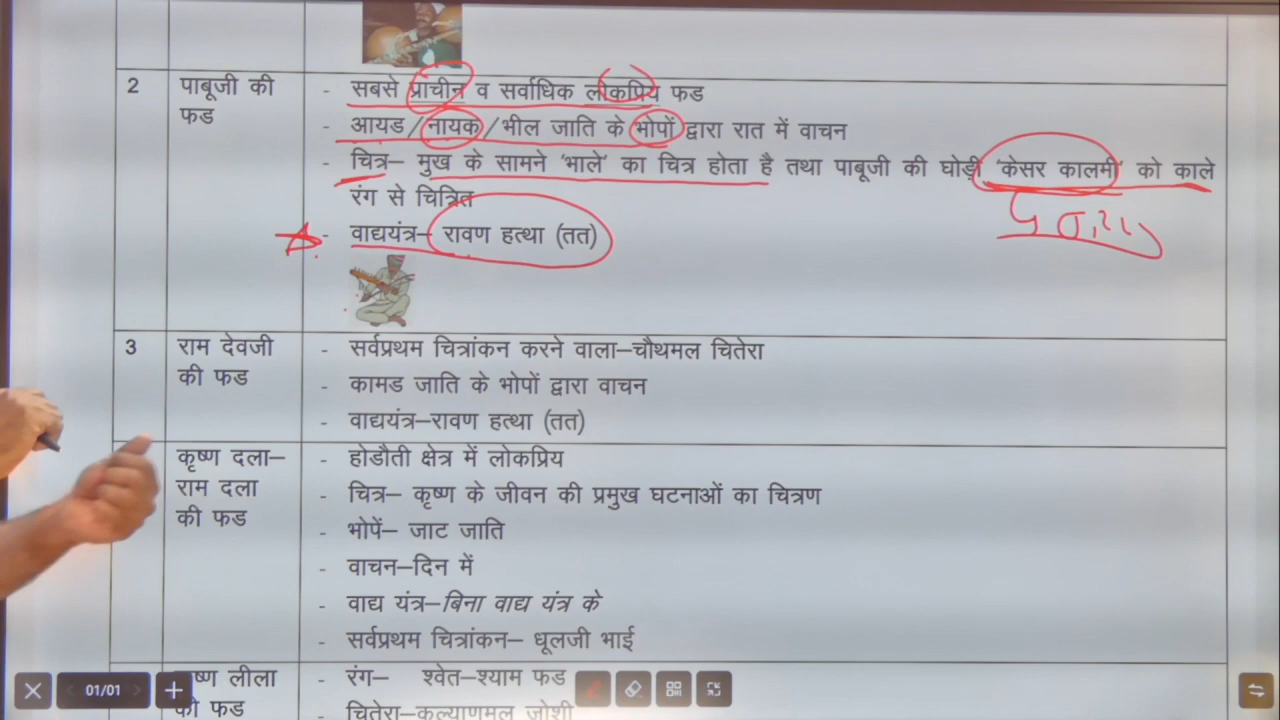 2
पाबूजी की
फड
- सबसे प्राचीन व सर्वाधिक लोकप्रिय फड
- आयड/नायक/भील जाति के भोपों द्वारा रात में वाचन
- चित्र– मुख के सामने 'भाले' का चित्र होता है तथा पाबूजी की घोड़ी 'केसर कालमी' को काले
रंग से चित्रित
- वाद्ययंत्र– रावण हत्था (तत)
3
राम देवजी
की फड
- सर्वप्रथम चित्रांकन करने वाला–चौथमल चितेरा
- कामड जाति के भोपों द्वारा वाचन
- वाद्ययंत्र–रावण हत्था (तत)
कृष्ण दला–
राम दला
की फड
- होडौती क्षेत्र में लोकप्रिय
- चित्र– कृष्ण के जीवन की प्रमुख घटनाओं का चित्रण
- भोपें– जाट जाति
- वाचन–दिन में
- वाद्य यंत्र–बिना वाद्य यंत्र के
- सर्वप्रथम चित्रांकन– धूलजी भाई
ष्ण लीला
की फड
- रंग– श्वेत–श्याम फड
- चितेरा–कल्याणमल जोशी
01/01